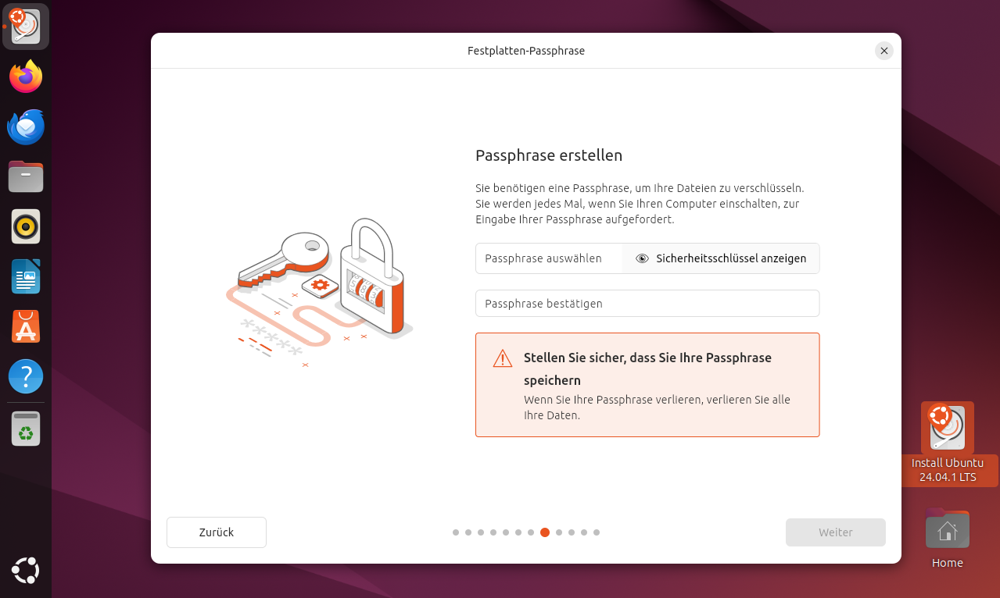 Festplatten-Passphrase
Passphrase erstellen
Sie benötigen eine Passphrase, um Ihre Dateien zu verschlüsseln.
Sie werden jedes Mal, wenn Sie Ihren Computer einschalten, zur
Eingabe Ihrer Passphrase aufgefordert.
Passphrase auswählen
Sicherheitsschlüssel anzeigen
Passphrase bestätigen
Stellen Sie sicher, dass Sie Ihre Passphrase
speichern
Wenn Sie Ihre Passphrase verlieren, verlieren Sie alle
Ihre Daten.
Zurück
Weiter
Install Ubuntu
24.04.1 LTS
Home